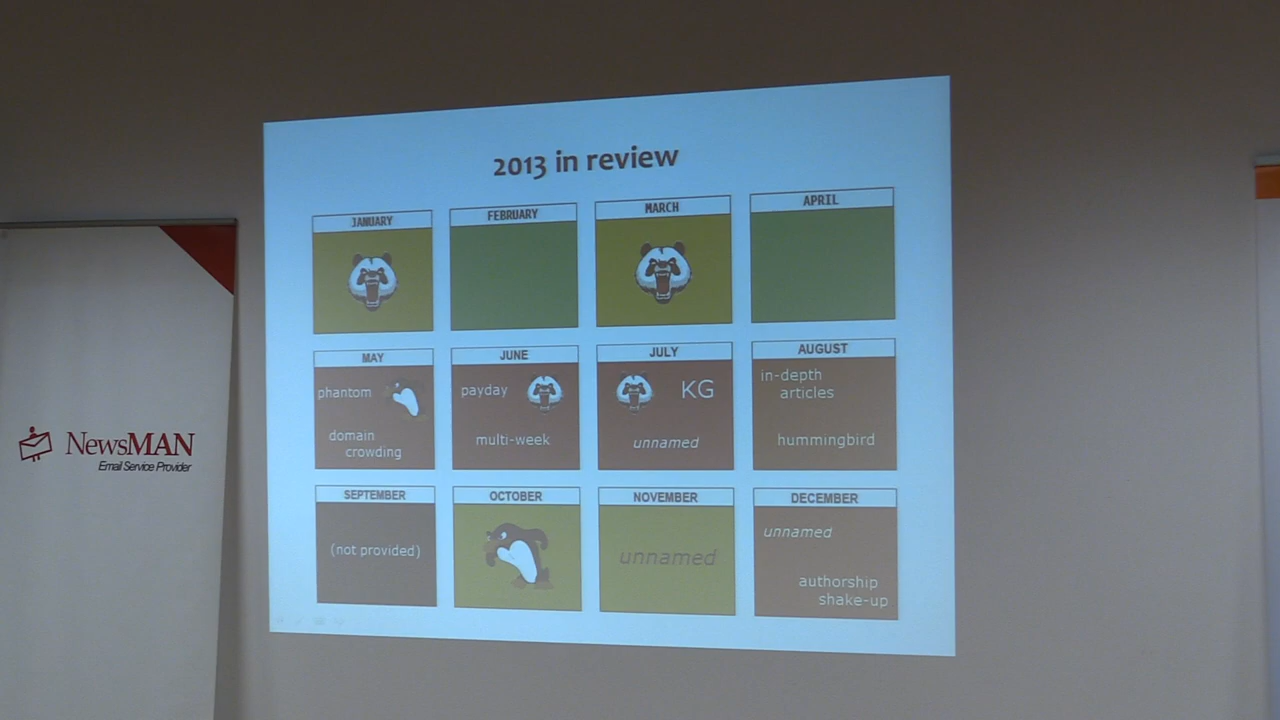 2013 in review
JANUARY
FEBRUARY
MARCH
APRIL
MAY
phantom
domain
crowding
JUNE
payday
multi-week
JULY
KG
unnamed
AUGUST
in-depth
articles
hummingbird
SEPTEMBER
(not provided)
OCTOBER
NOVEMBER
unnamed
DECEMBER
unnamed
authorship
shake-up
NewsMAN
Email Service Provider